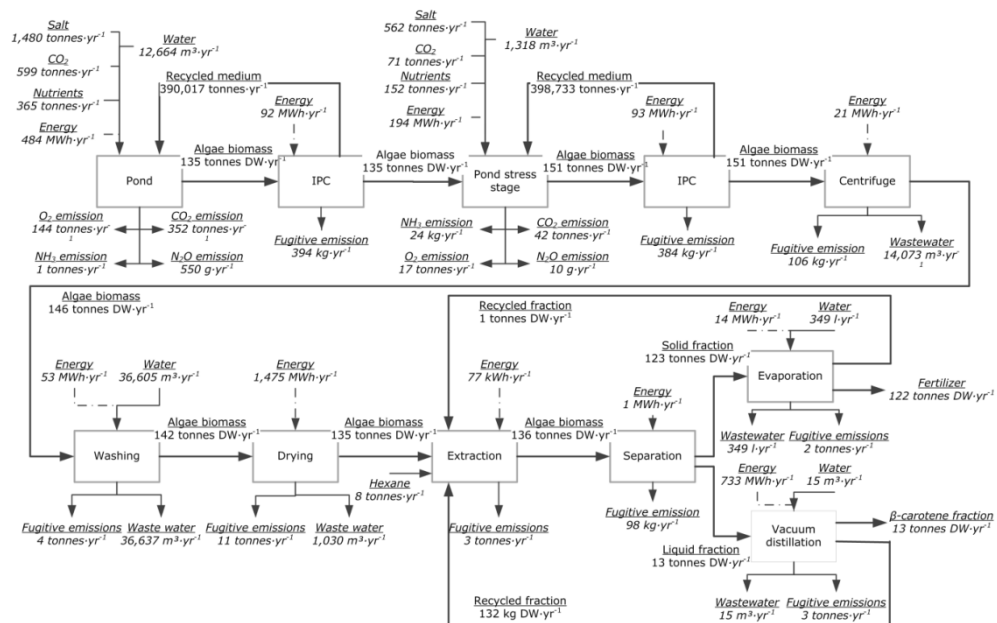 Salt
1,480 tonnes·yr⁻¹
Water
12,664 m³·yr⁻¹
CO₂
599 tonnes·yr⁻¹
Nutrients
365 tonnes·yr⁻¹
Energy
484 MWh·yr⁻¹
Recycled medium
390,017 tonnes·yr⁻¹
Energy
92 MWh·yr⁻¹
Salt
562 tonnes·yr⁻¹
Water
1,318 m³·yr⁻¹
CO₂
71 tonnes·yr⁻¹
Nutrients
152 tonnes·yr⁻¹
Energy
194 MWh·yr⁻¹
Recycled medium
398,733 tonnes·yr⁻¹
Energy
93 MWh·yr⁻¹
Energy
21 MWh·yr⁻¹
Pond
Algae biomass
135 tonnes DW·yr⁻¹
IPC
Algae biomass
135 tonnes DW·yr⁻¹
Pond stress
stage
Algae biomass
151 tonnes DW·yr⁻¹
IPC
Algae biomass
151 tonnes DW·yr⁻¹
Centrifuge
O₂ emission
144 tonnes·yr⁻
¹
CO₂ emission
352 tonnes·yr⁻
¹
NH₃ emission
1 tonnes·yr⁻¹
N₂O emission
550 g·yr⁻¹
Fugitive emission
394 kg·yr⁻¹
NH₃ emission
24 kg·yr⁻¹
CO₂ emission
42 tonnes·yr⁻¹
O₂ emission
17 tonnes·yr⁻¹
N₂O emission
10 g·yr⁻¹
Fugitive emission
384 kg·yr⁻¹
Fugitive emission
106 kg·yr⁻¹
Wastewater
14,073 m³·yr⁻
¹
Algae biomass
146 tonnes DW·yr⁻¹
Energy
53 MWh·yr⁻¹
Water
36,605 m³·yr⁻¹
Energy
1,475 MWh·yr⁻¹
Recycled fraction
1 tonnes DW·yr⁻¹
Energy
77 kWh·yr⁻¹
Energy
1 MWh·yr⁻¹
Energy
14 MWh·yr⁻¹
Water
349 l·yr⁻¹
Solid fraction
123 tonnes DW·yr⁻¹
Evaporation
Fertilizer
122 tonnes DW·yr⁻¹
Wastewater
349 l·yr⁻¹
Fugitive emissions
2 tonnes·yr⁻¹
Washing
Algae biomass
142 tonnes DW·yr⁻¹
Drying
Algae biomass
135 tonnes DW·yr⁻¹
Extraction
Algae biomass
136 tonnes DW·yr⁻¹
Separation
Hexane
8 tonnes·yr⁻¹
Fugitive emissions
4 tonnes·yr⁻¹
Waste water
36,637 m³·yr⁻¹
Fugitive emissions
11 tonnes·yr⁻¹
Waste water
1,030 m³·yr⁻¹
Fugitive emissions
3 tonnes·yr⁻¹
Fugitive emission
98 kg·yr⁻¹
Energy
733 MWh·yr⁻¹
Water
15 m³·yr⁻¹
Liquid fraction
13 tonnes DW·yr⁻¹
Vacuum
distillation
β-carotene fraction
13 tonnes DW·yr⁻¹
Wastewater
15 m³·yr⁻¹
Fugitive emissions
3 tonnes·yr⁻¹
Recycled fraction
132 kg DW·yr⁻¹